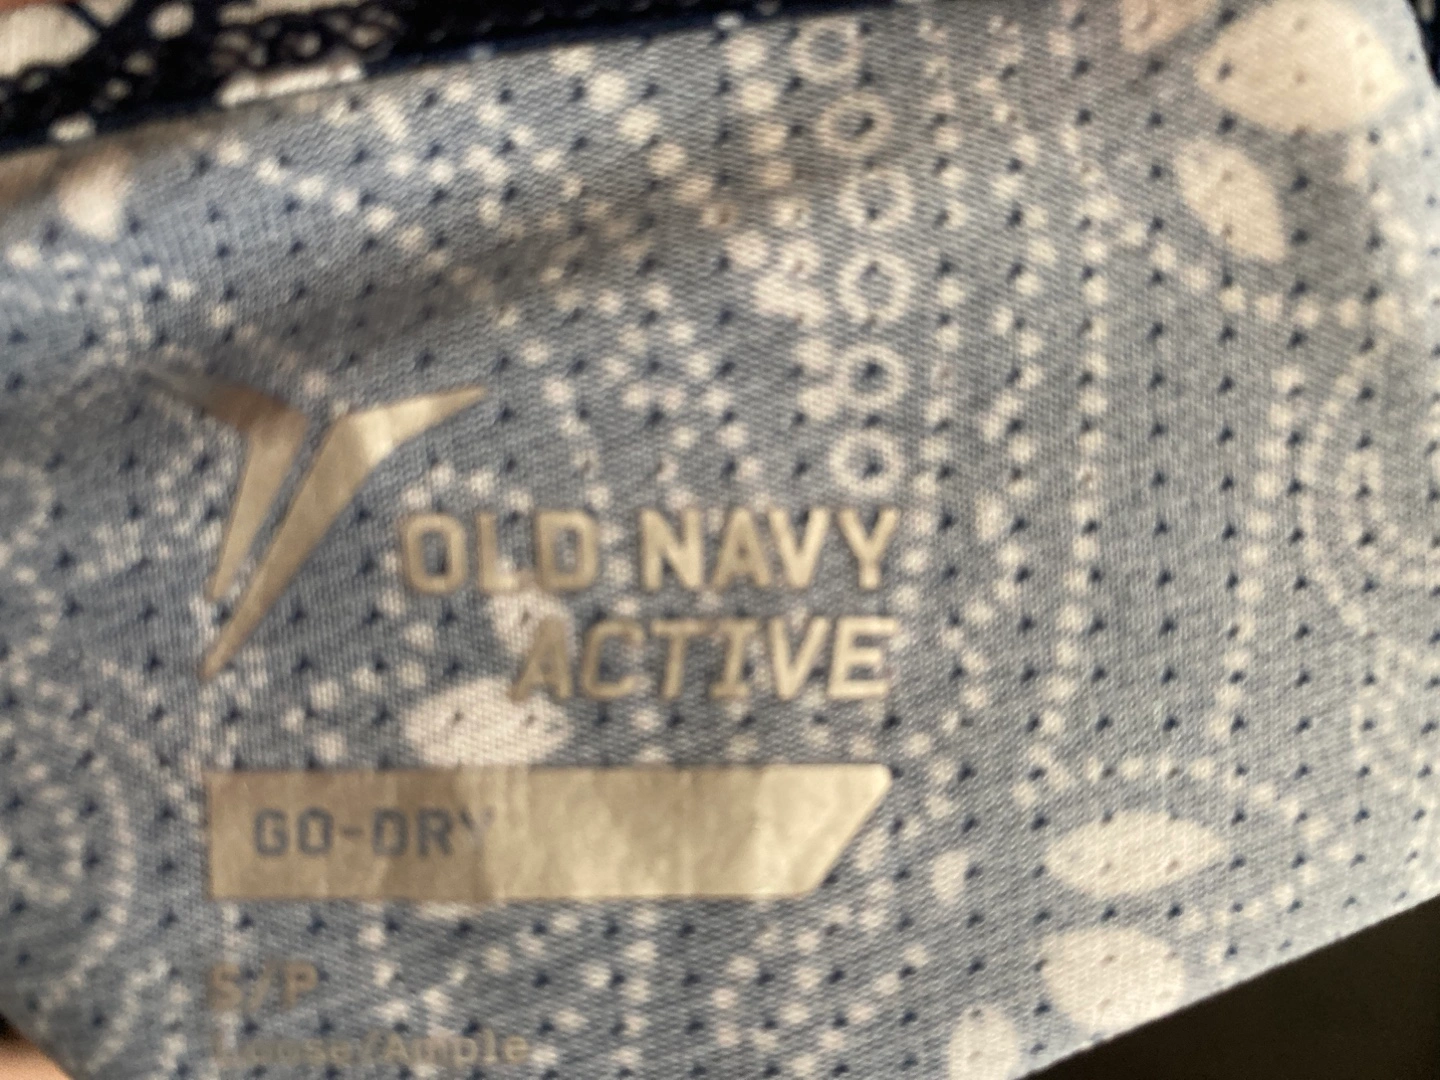 OLD NAVY
ACTIVE
GO-DRY
S/P
Loose/Ample